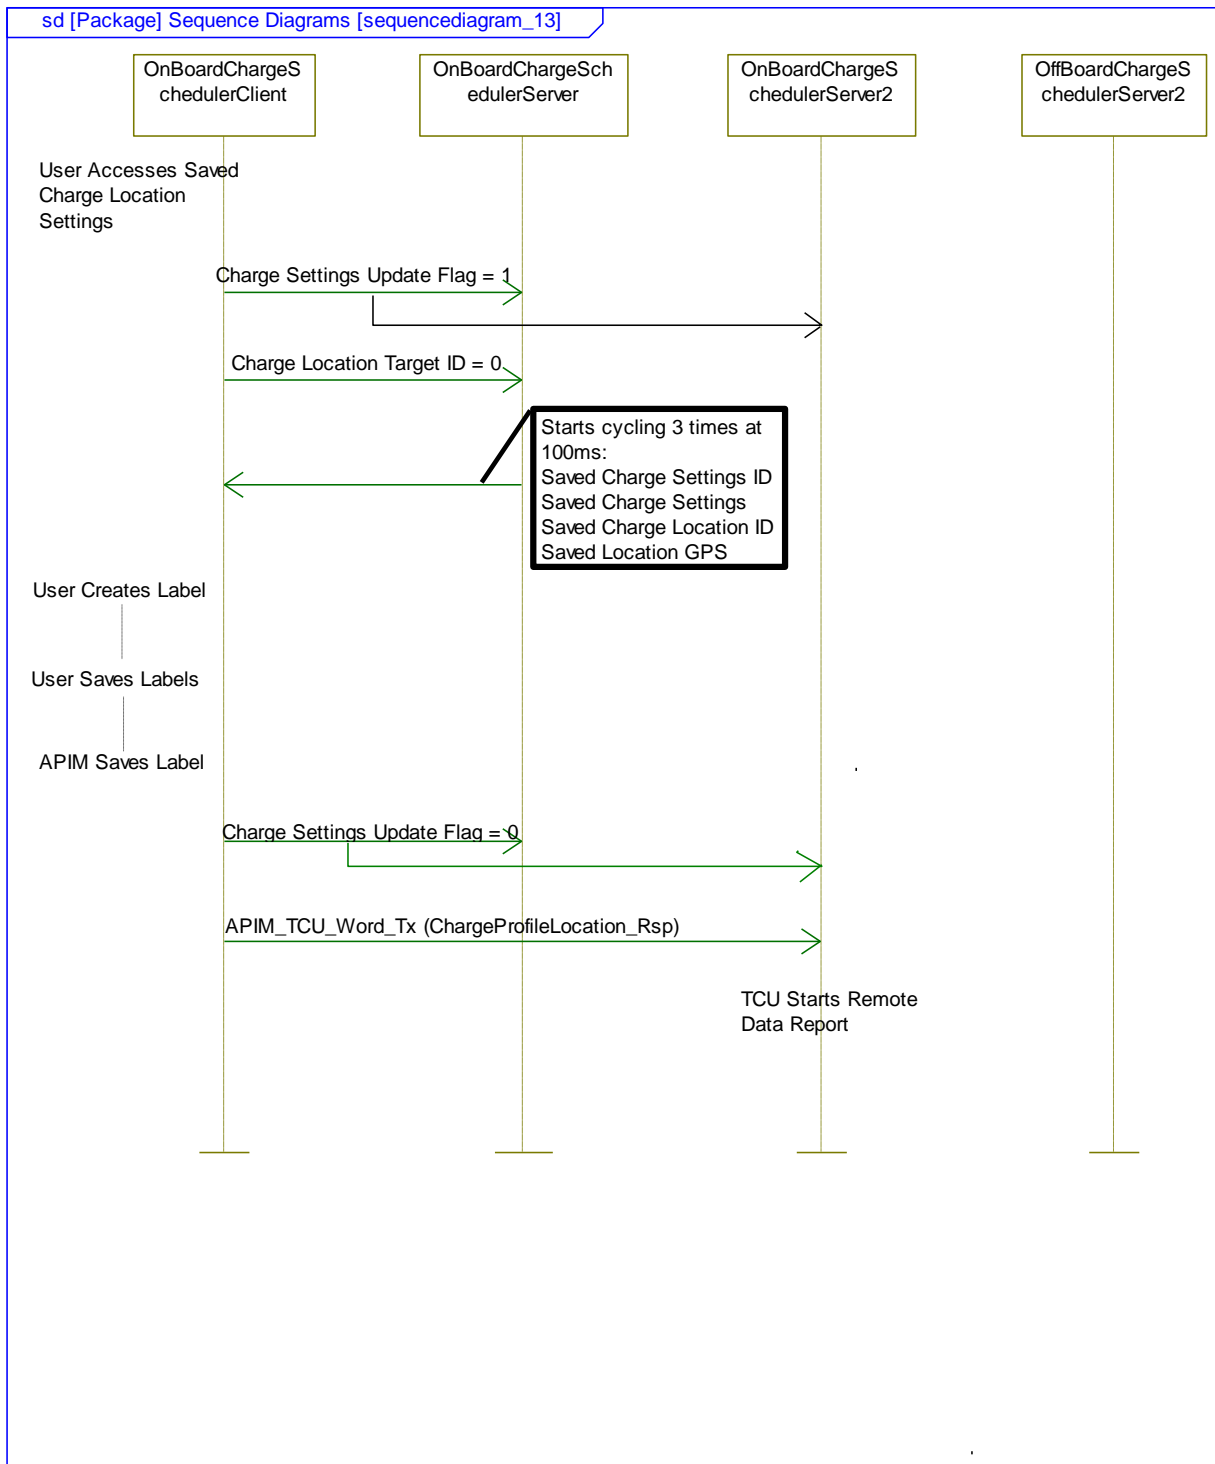 sd [Package] Sequence Diagrams [sequencediagram_13]
OnBoardChargeS
chedulerClient
OnBoardChargeSch
edulerServer
OnBoardChargeS
chedulerServer2
OffBoardChargeS
chedulerServer2
User Accesses Saved
Charge Location
Settings
Charge Settings Update Flag = 1
Charge Location Target ID = 0
Starts cycling 3 times at
100ms:
Saved Charge Settings ID
Saved Charge Settings
Saved Charge Location ID
Saved Location GPS
User Creates Label
User Saves Labels
APIM Saves Label
Charge Settings Update Flag = 0
APIM_TCU_Word_Tx (ChargeProfileLocation_Rsp)
TCU Starts Remote
Data Report